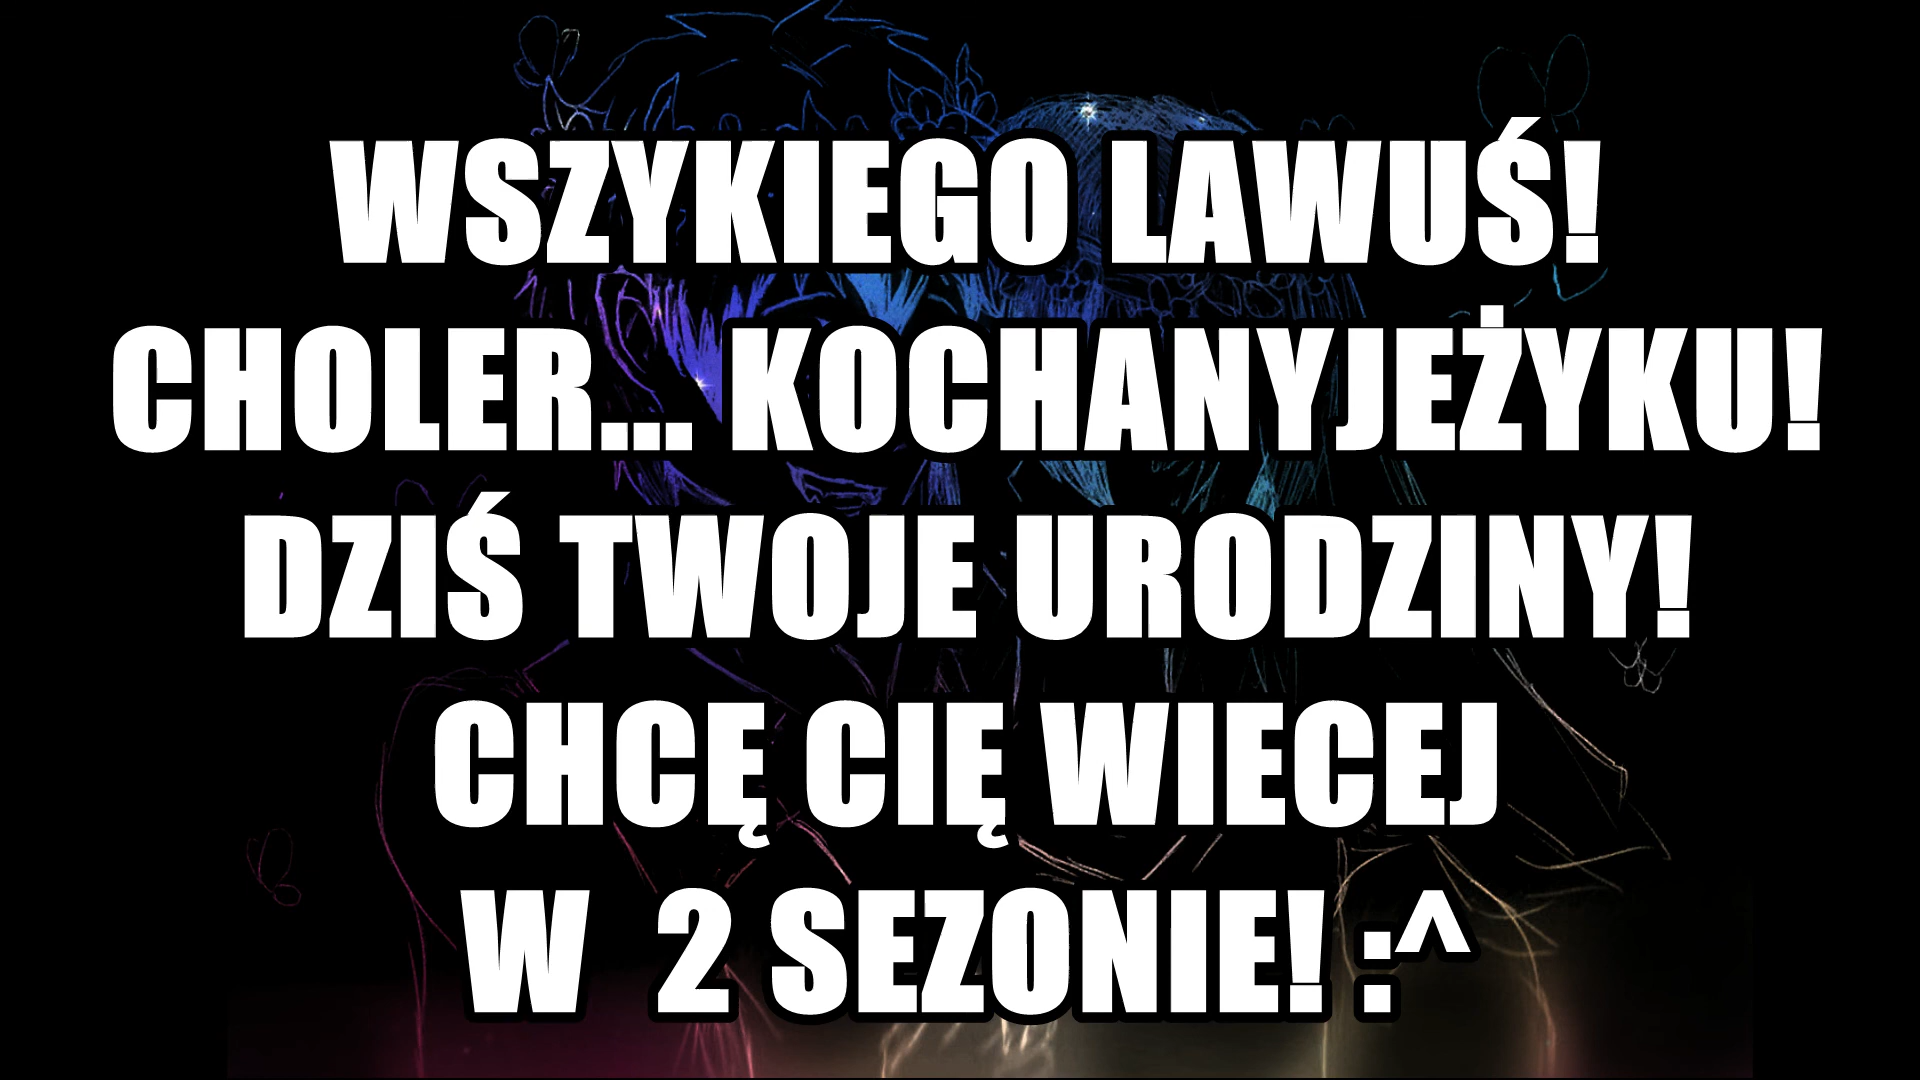 WSZYKIEGO LAWUŚ!
CHOLER... KOCHANYJEŻYKU!
DZIŚ TWOJE URODZINY!
CHCĘ CIĘ WIECEJ
W  2 SEZONIE! :^